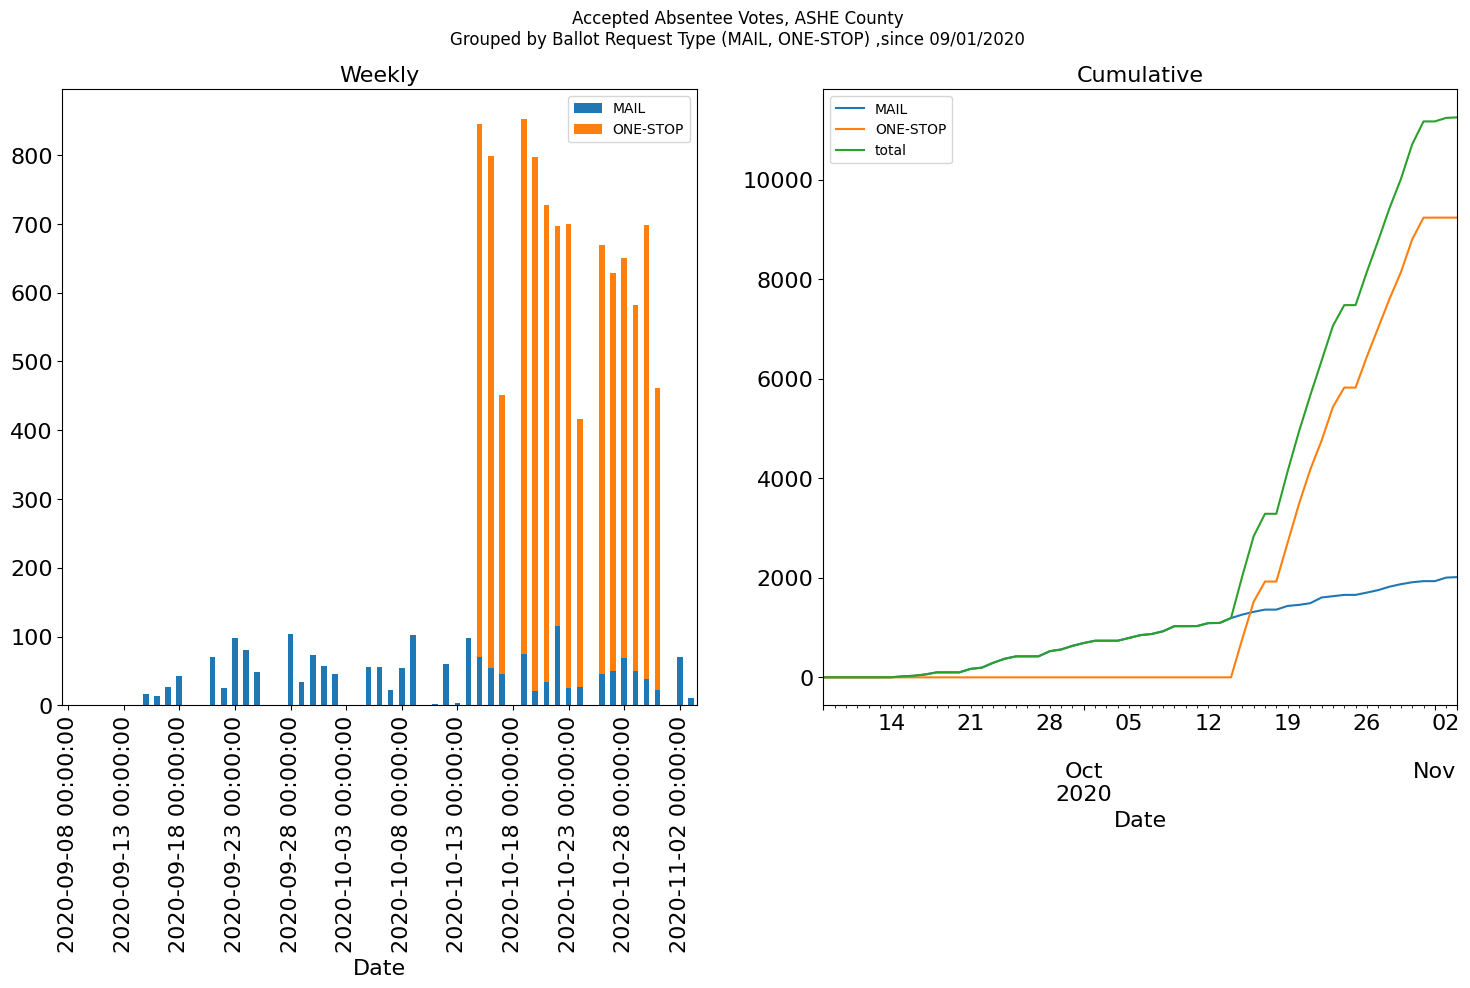 Accepted Absentee Votes, ASHE County
Grouped by Ballot Request Type (MAIL, ONE-STOP) ,since 09/01/2020
Weekly
MAIL
ONE-STOP
800
700
600
500
400
300
200
100
0
2020-09-08 00:00:00
2020-09-13 00:00:00
2020-09-18 00:00:00
2020-09-23 00:00:00
2020-09-28 00:00:00
2020-10-03 00:00:00
2020-10-08 00:00:00
2020-10-13 00:00:00
2020-10-18 00:00:00
2020-10-23 00:00:00
2020-10-28 00:00:00
2020-11-02 00:00:00
Date
Cumulative
MAIL
ONE-STOP
total
10000
8000
6000
4000
2000
0
14 21 28 05 12 19 26 02
Oct Nov
2020
Date